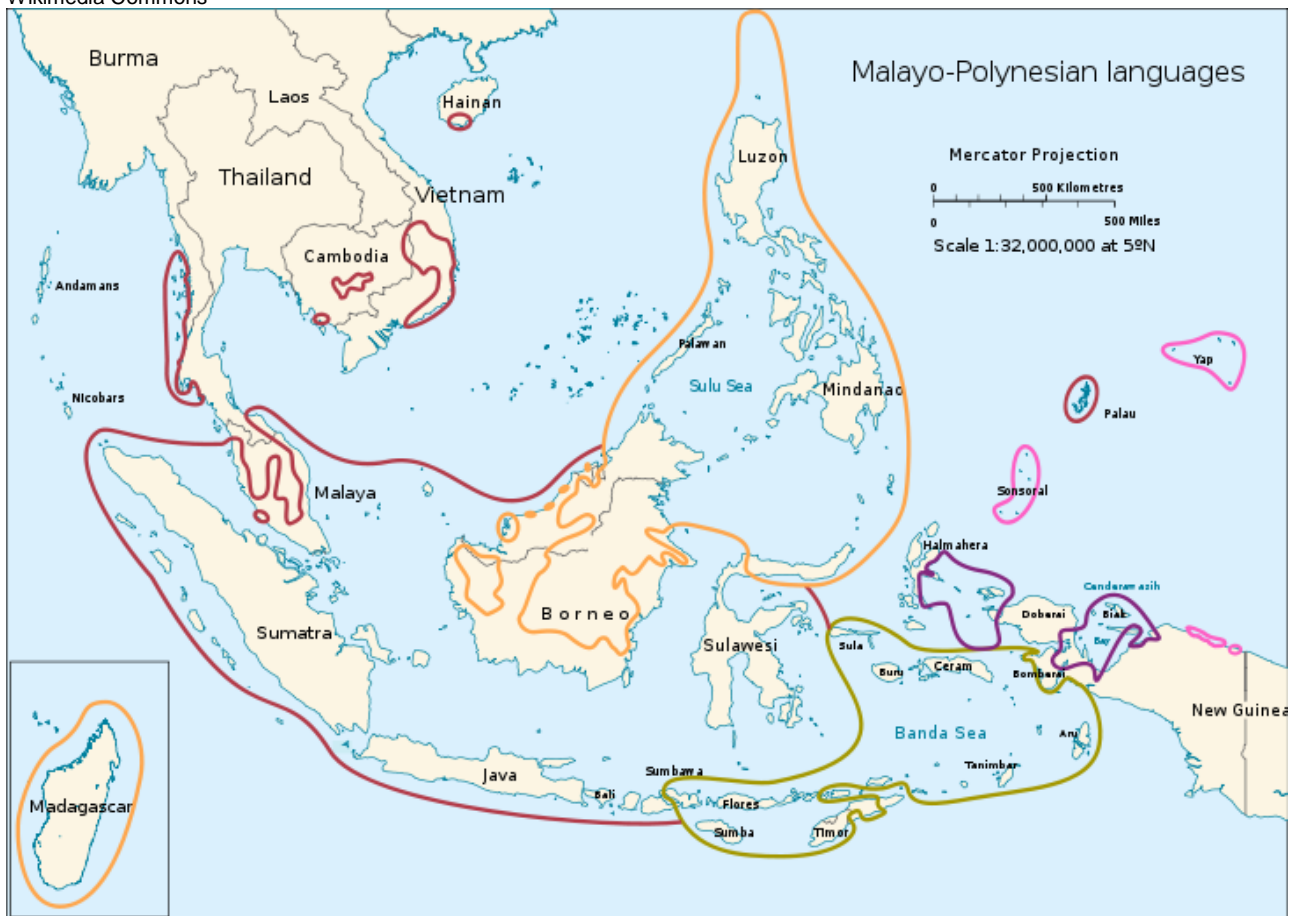 Wikimedia Commons
Malayo-Polynesian languages
Mercator Projection
0 500 Kilometres
0 500 Miles
Scale 1:32,000,000 at 5ºN
Burma
Laos
Hainan
Thailand
Vietnam
Cambodia
Andamans
Nicobars
Luzon
Palawan
Sulu Sea
Mindanao
Yap
Palau
Sonsoral
Malaya
Halmahera
Cenderawazih
Bay
Biak
Doberai
Bomberai
Borneo
Sumatra
Sulawesi
Sula
Buru
Ceram
New Guinea
Banda Sea
Aru
Tanimbar
Java
Bali
Sumbawa
Flores
Sumba
Timor
Madagascar